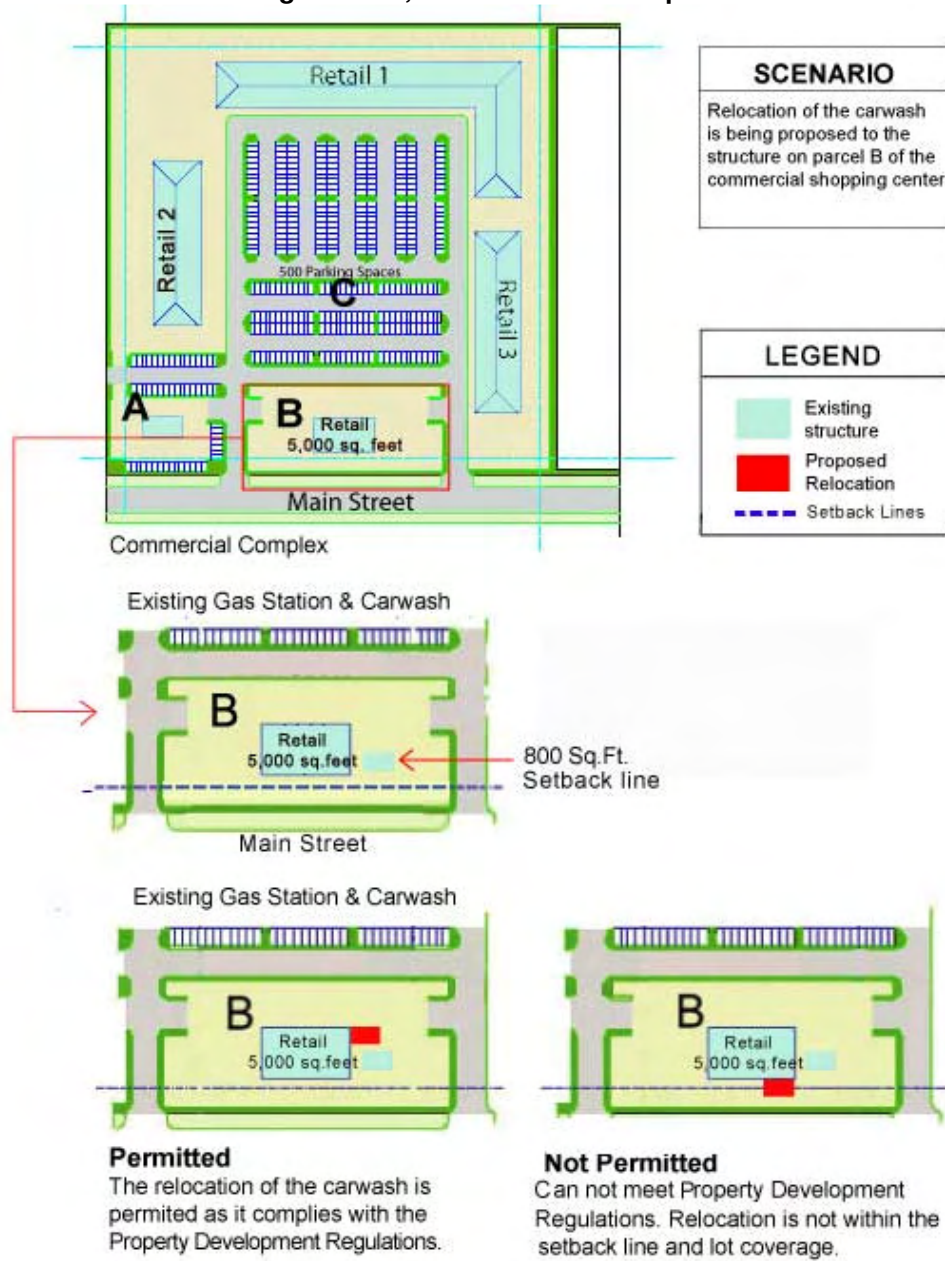 Retail 1
SCENARIO
Relocation of the carwash
is being proposed to the
structure on parcel B of the
commercial shopping center
Retail 2
500 Parking Spaces
C
Retail 3
LEGEND
Existing
structure
Proposed
Relocation
Setback Lines
A
B
Retail
5,000 sq. feet
Main Street
Commercial Complex
Existing Gas Station & Carwash
B
Retail
5,000 sq.feet
800 Sq.Ft.
Setback line
Main Street
Existing Gas Station & Carwash
B
Retail
5,000 sq.feet
B
Retail
5,000 sq.feet
Permitted
The relocation of the carwash is
permited as it complies with the
Property Development Regulations.
Not Permitted
Can not meet Property Development
Regulations. Relocation is not within the
setback line and lot coverage.